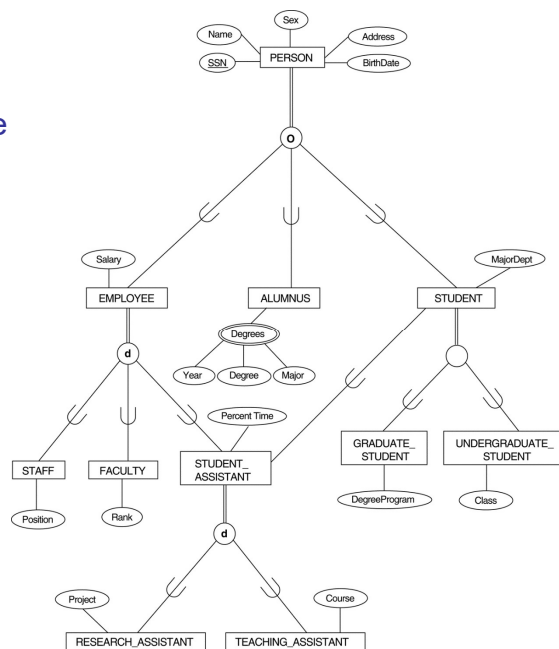 Sex
Name
Address
SSN
PERSON
BirthDate
e
O
Salary
MajorDept
EMPLOYEE
ALUMNUS
STUDENT
Degrees
d
Year
Degree
Major
Percent Time
STAFF
FACULTY
STUDENT_
ASSISTANT
GRADUATE_
STUDENT
UNDERGRADUATE_
STUDENT
Position
Rank
DegreeProgram
Class
d
Project
Course
RESEARCH_ASSISTANT
TEACHING_ASSISTANT